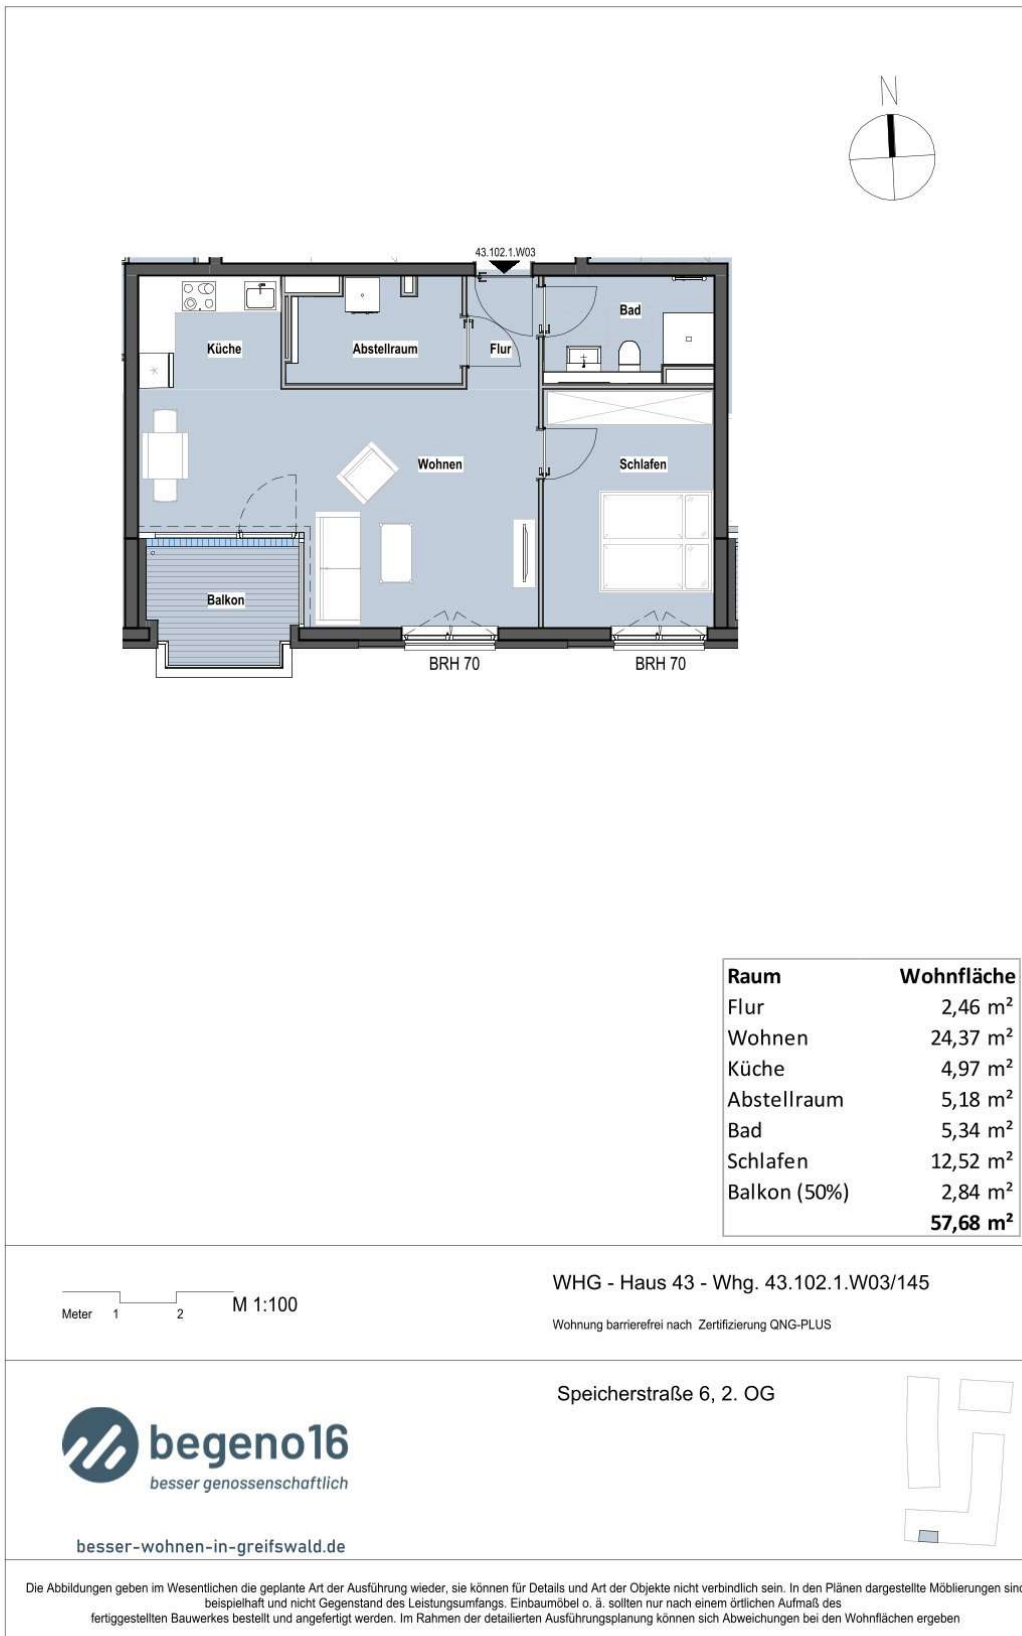 N
43.102.1.W03
Bad
Küche
Abstellraum
Flur
Wohnen
Schlafen
Balkon
BRH 70
BRH 70
Raum Wohnfläche
Flur 2,46 m²
Wohnen 24,37 m²
Küche 4,97 m²
Abstellraum 5,18 m²
Bad 5,34 m²
Schlafen 12,52 m²
Balkon (50%) 2,84 m²
57,68 m²
Meter 1 2 M 1:100
WHG - Haus 43 - Whg. 43.102.1.W03/145
Wohnung barrierefrei nach Zertifizierung QNG-PLUS
Speicherstraße 6, 2. OG
begeno16
besser genossenschaftlich
besser-wohnen-in-greifswald.de
Die Abbildungen geben im Wesentlichen die geplante Art der Ausführung wieder, sie können für Details und Art der Objekte nicht verbindlich sein. In den Plänen dargestellte Möblierungen sind
beispielhaft und nicht Gegenstand des Leistungsumfangs. Einbaumöbel o. ä. sollten nur nach einem örtlichen Aufmaß des
fertiggestellten Bauwerkes bestellt und angefertigt werden. Im Rahmen der detailierten Ausführungsplanung können sich Abweichungen bei den Wohnflächen ergeben